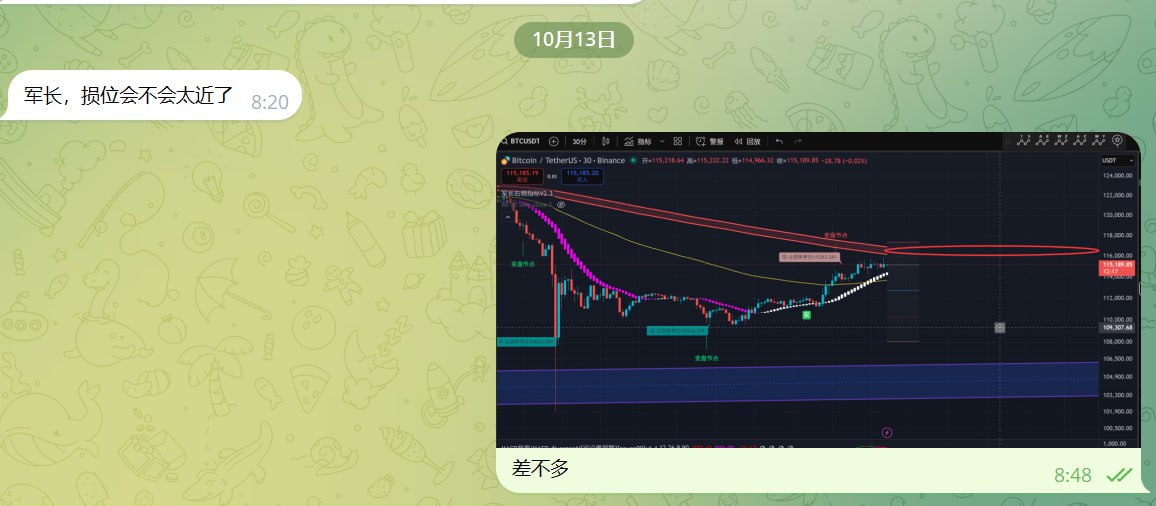 10月13日
军长，损位会不会太近了 8:20
BTCUSDT 30分 指标 警报 回放
Bitcoin / TetherUS · 30 · Binance 开=115,218.64 高=115,232.22 低=114,966.32 收=115,189.85 -28.78 (-0.02%)
USDT
115,185.19 0.01 115,185.20
卖出 买入
军长右侧指标V2.3
124,000.00
122,000.00
120,000.00
118,000.00
变盘节点
116,000.00
变盘节点
115,189.85
12:17
114,000.00
112,000.00
110,000.00
109,307.68
108,000.00
变盘节点
106,500.00
104,900.00
103,300.00
101,900.00
100,500.00
1,000.00
差不多
8:48